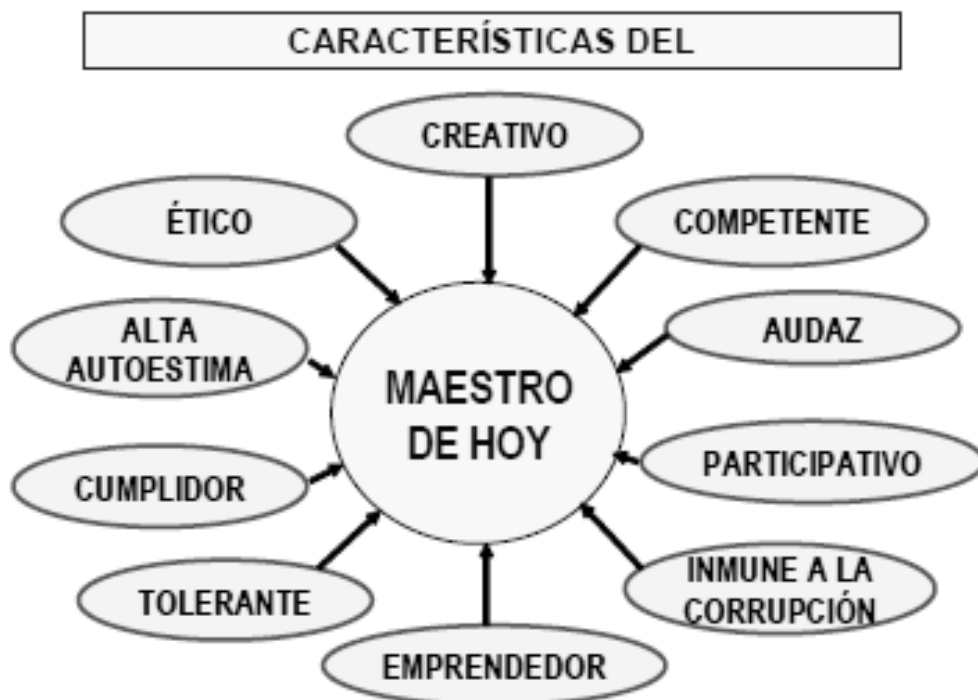 CARACTERÍSTICAS DEL
CREATIVO
ÉTICO
COMPETENTE
ALTA
AUTOESTIMA
AUDAZ
MAESTRO
DE HOY
CUMPLIDOR
PARTICIPATIVO
TOLERANTE
INMUNE A LA
CORRUPCIÓN
EMPRENDEDOR